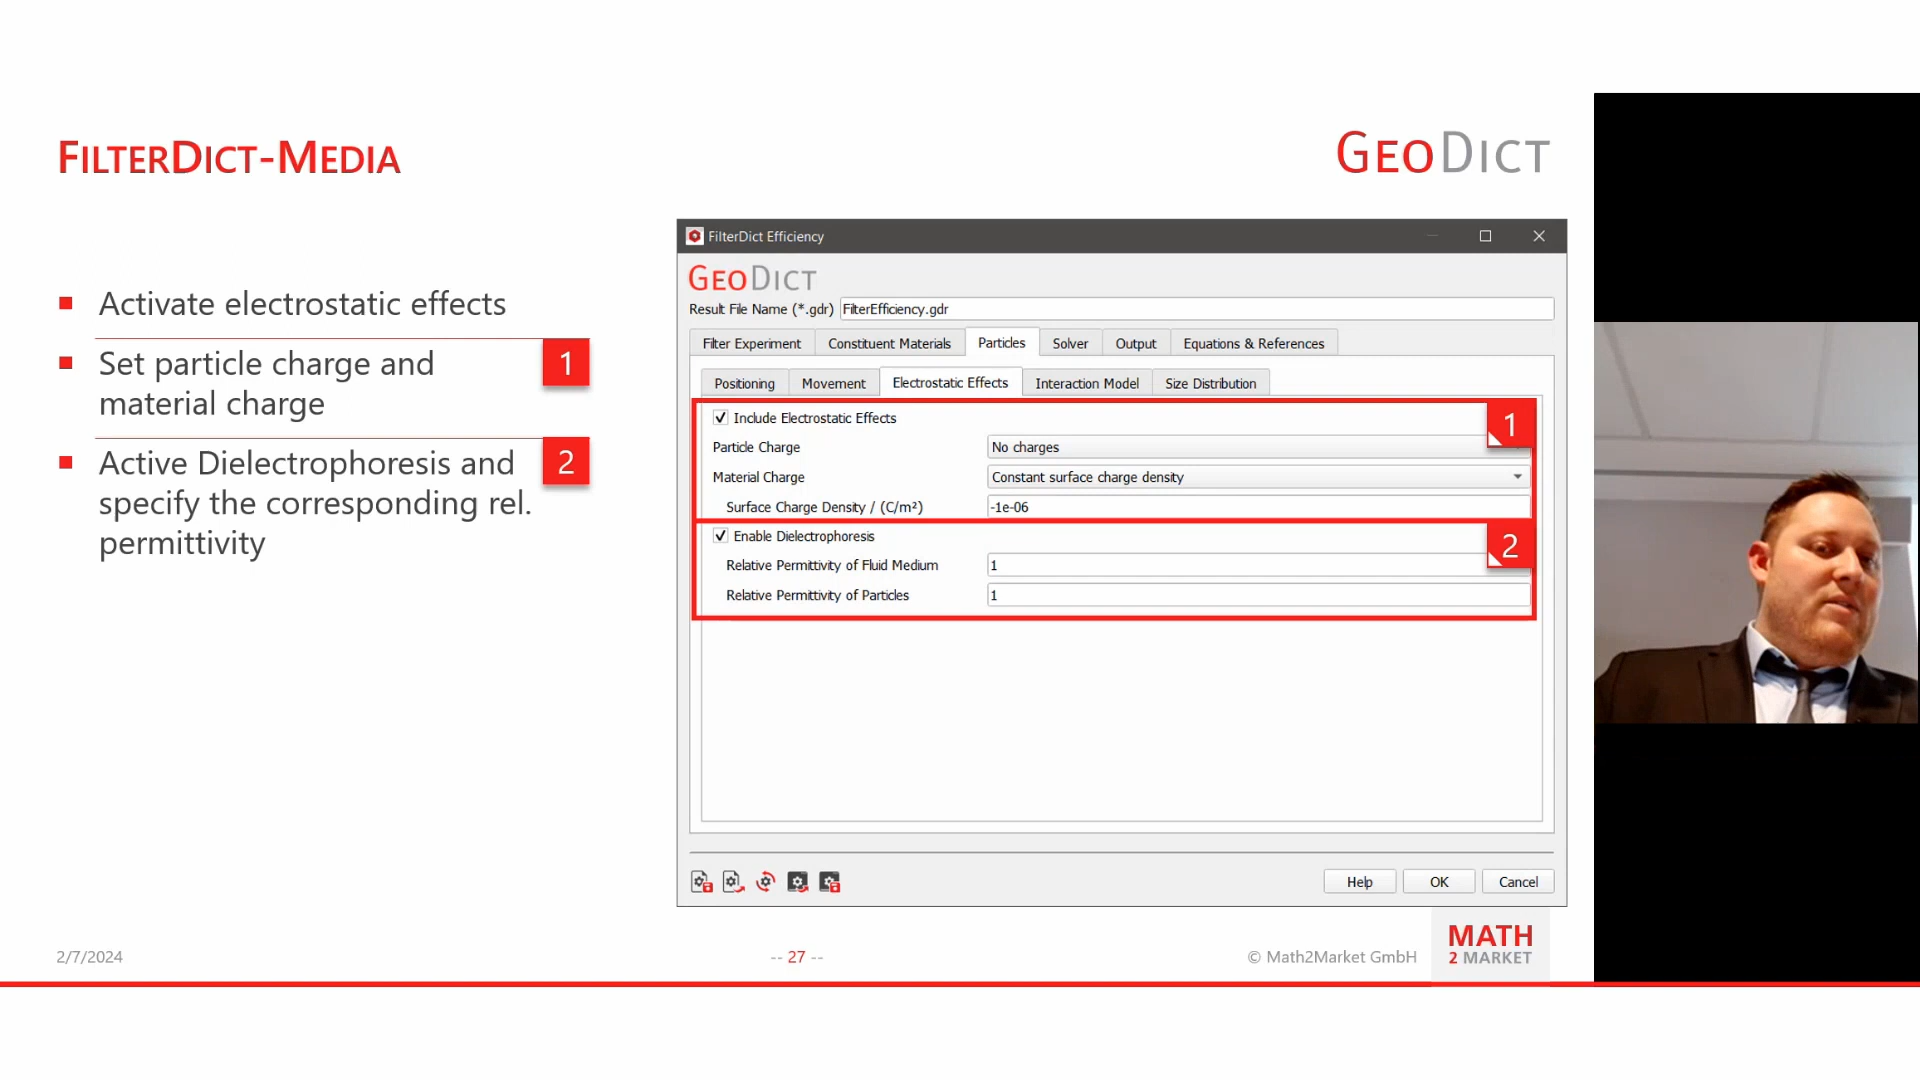 FILTERDICT-MEDIA
GEODICT
Activate electrostatic effects
Set particle charge and
material charge
1
Active Dielectrophoresis and
specify the corresponding rel.
permittivity
2
FilterDict Efficiency
GEODICT
Result File Name (*.gdr) FilterEfficiency.gdr
Filter Experiment Constituent Materials Particles Solver Output Equations & References
Positioning Movement Electrostatic Effects Interaction Model Size Distribution
Include Electrostatic Effects
1
Particle Charge No charges
Material Charge Constant surface charge density
Surface Charge Density / (C/m²) -1e-06
Enable Dielectrophoresis
2
Relative Permittivity of Fluid Medium 1
Relative Permittivity of Particles 1
Help OK Cancel
2/7/2024
-- 27 --
© Math2Market GmbH
MATH
2 MARKET